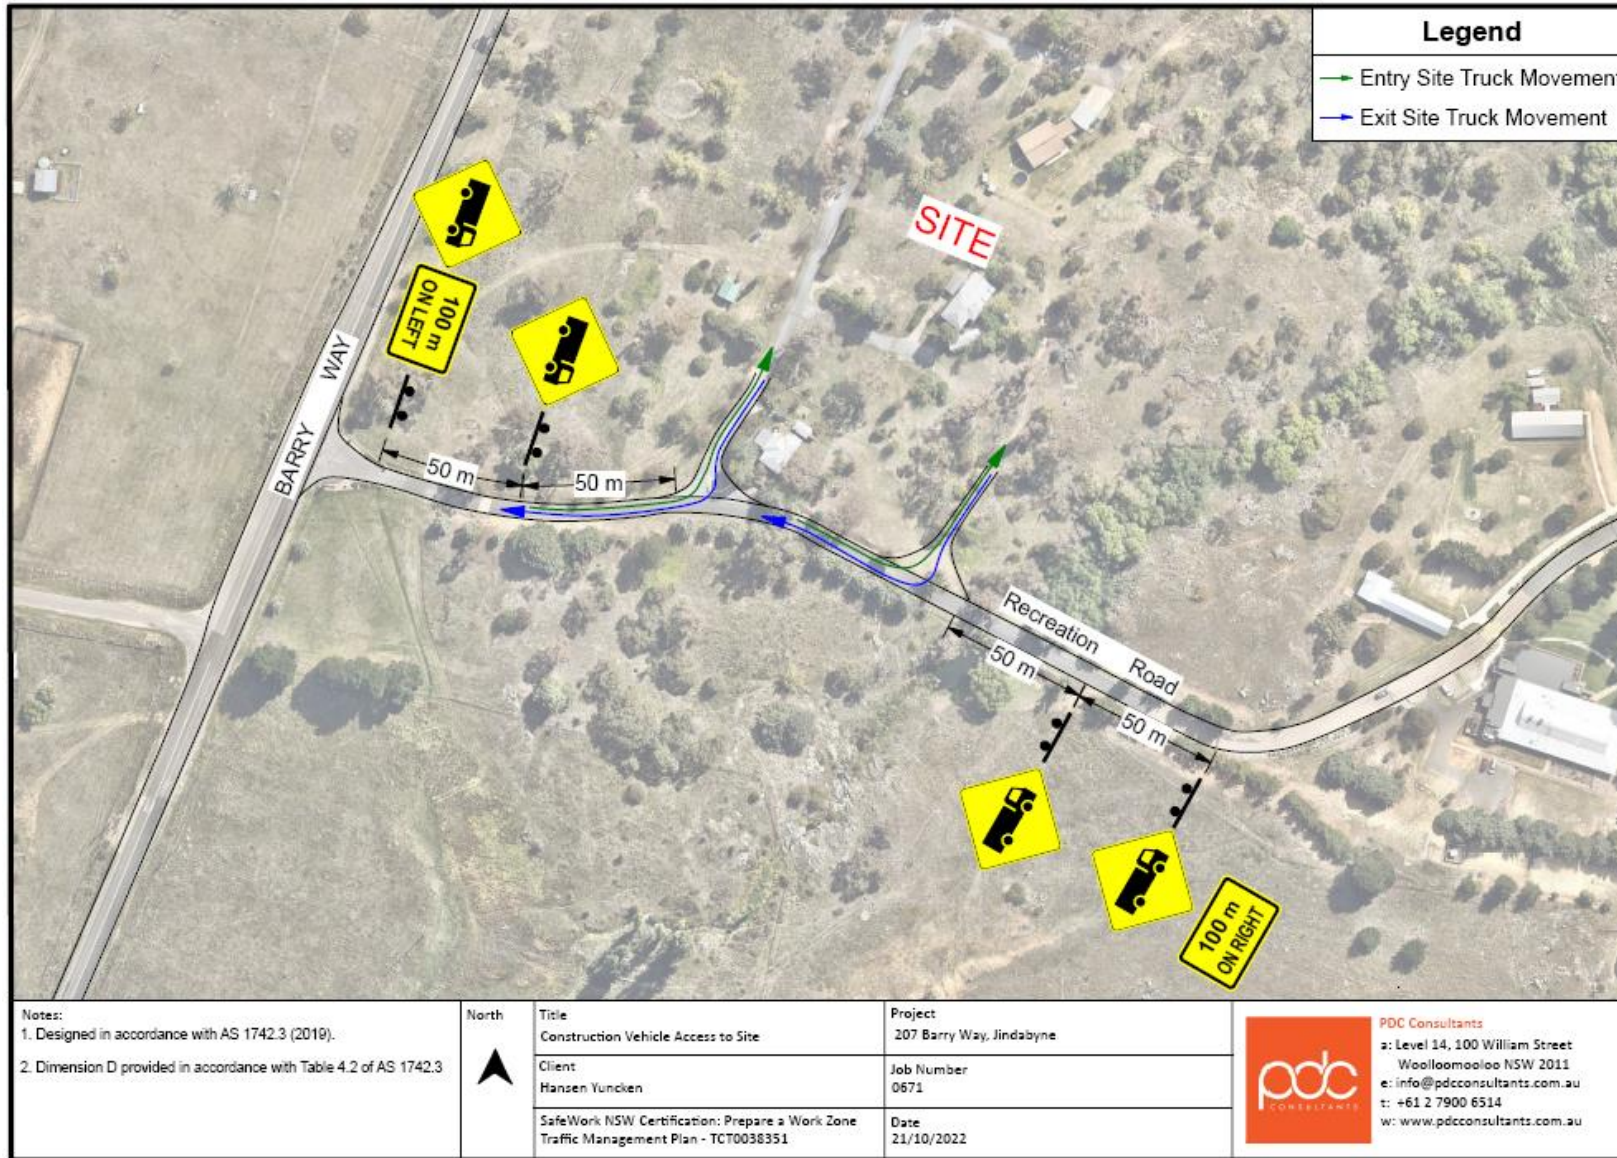 Legend
Entry Site Truck Movement
Exit Site Truck Movement
SITE
100 m
ON LEFT
BARRY WAY
50 m
50 m
Recreation Road
50 m
50 m
100 m
ON RIGHT
Notes:
1. Designed in accordance with AS 1742.3 (2019).
2. Dimension D provided in accordance with Table 4.2 of AS 1742.3
North
Title
Construction Vehicle Access to Site
Client
Hansen Yuncken
SafeWork NSW Certification: Prepare a Work Zone
Traffic Management Plan - TCT0038351
Project
207 Barry Way, Jindabyne
Job Number
0671
Date
21/10/2022
pdc
CONSULTANTS
PDC Consultants
a: Level 14, 100 William Street
Woolloomooloo NSW 2011
e: info@pdcconsultants.com.au
t: +61 2 7900 6514
w: www.pdcconsultants.com.au